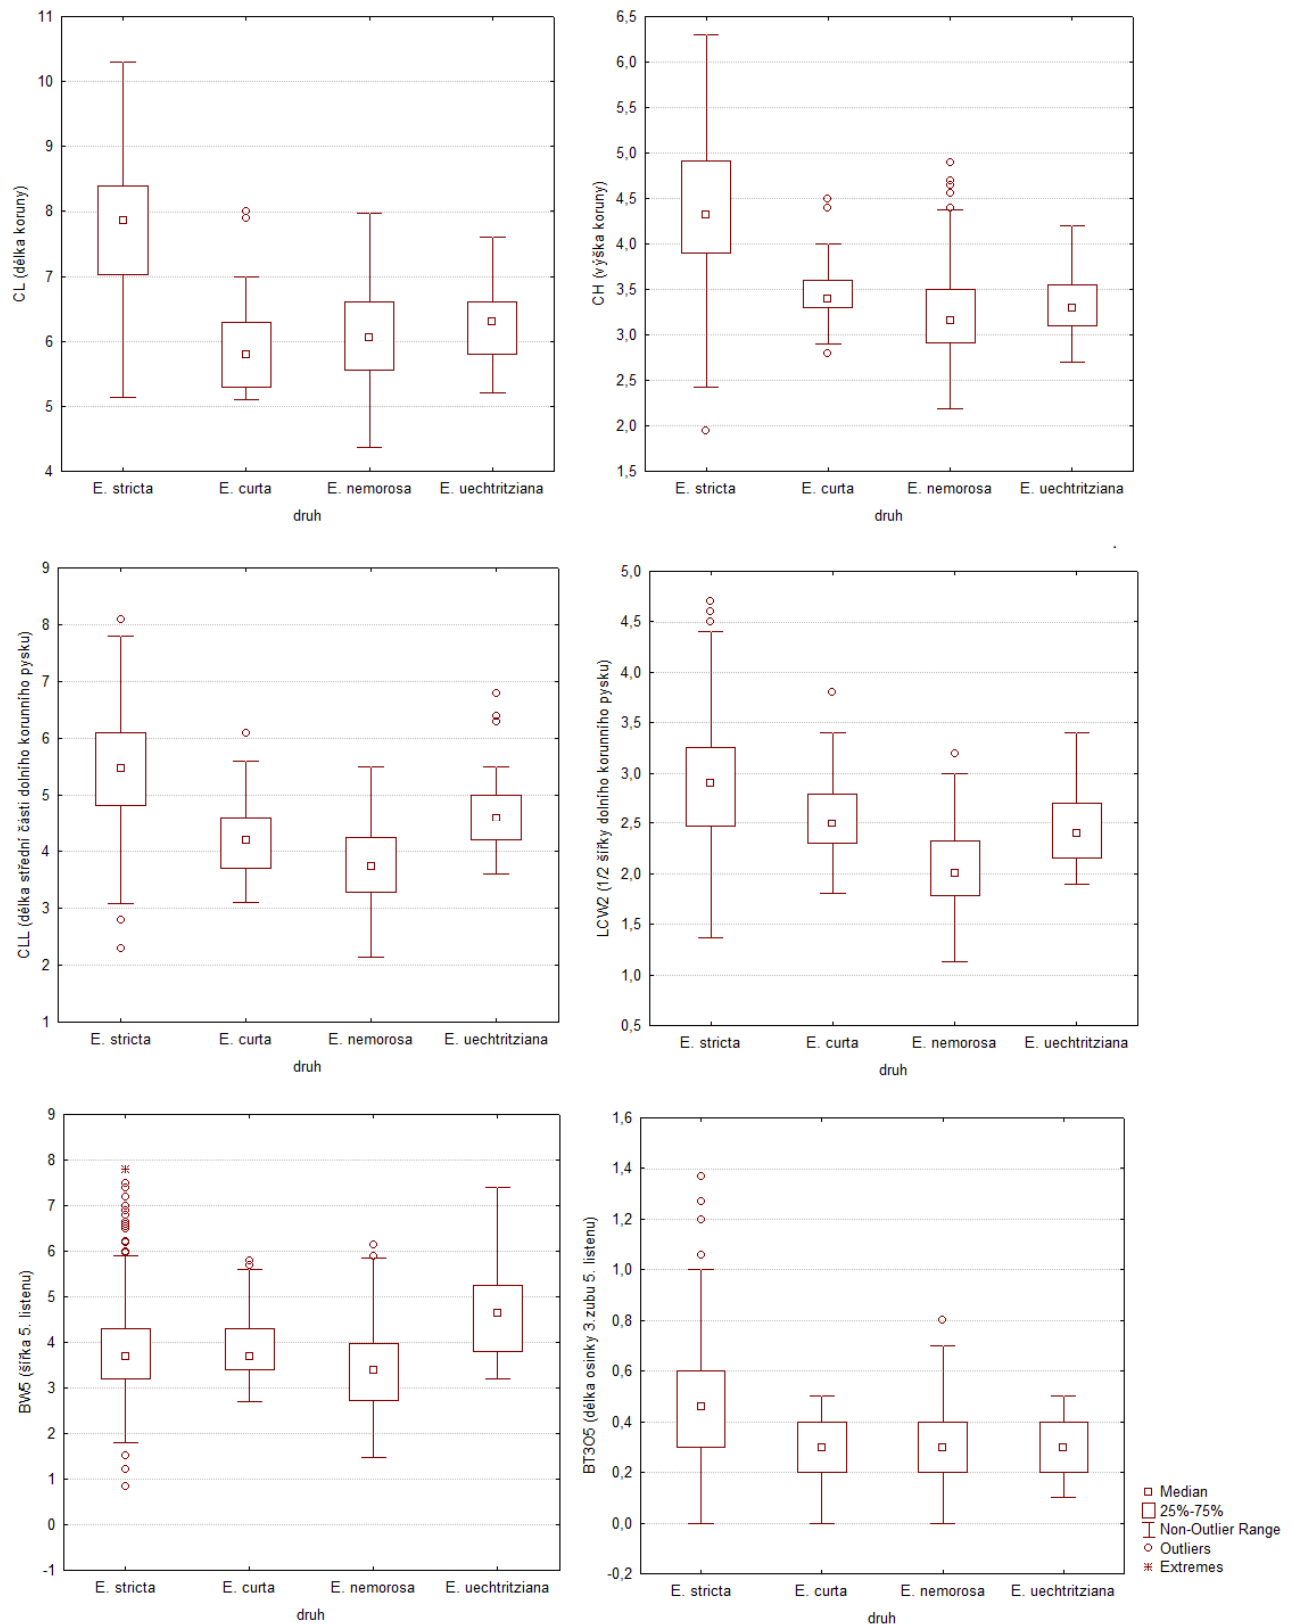 11
10
9
8
7
6
5
4
CL (délka koruny)
E. stricta
E. curta
E. nemorosa
E. uechtritziana
druh
6,5
6,0
5,5
5,0
4,5
4,0
3,5
3,0
2,5
2,0
1,5
CH (výška koruny)
E. stricta
E. curta
E. nemorosa
E. uechtritziana
druh
9
8
7
6
5
4
3
2
1
CLL (délka střední části dolního korunního pysku)
E. stricta
E. curta
E. nemorosa
E. uechtritziana
druh
5,0
4,5
4,0
3,5
3,0
2,5
2,0
1,5
1,0
0,5
LCW2 (1/2 šířky dolního korunního pysku)
E. stricta
E. curta
E. nemorosa
E. uechtritziana
druh
9
8
7
6
5
4
3
2
1
0
-1
BW5 (šířka 5. listenu)
E. stricta
E. curta
E. nemorosa
E. uechtritziana
druh
1,6
1,4
1,2
1,0
0,8
0,6
0,4
0,2
0,0
-0,2
BT3O5 (délka osinky 3.zubu 5. listenu)
E. stricta
E. curta
E. nemorosa
E. uechtritziana
druh
Median
25%-75%
Non-Outlier Range
Outliers
Extremes